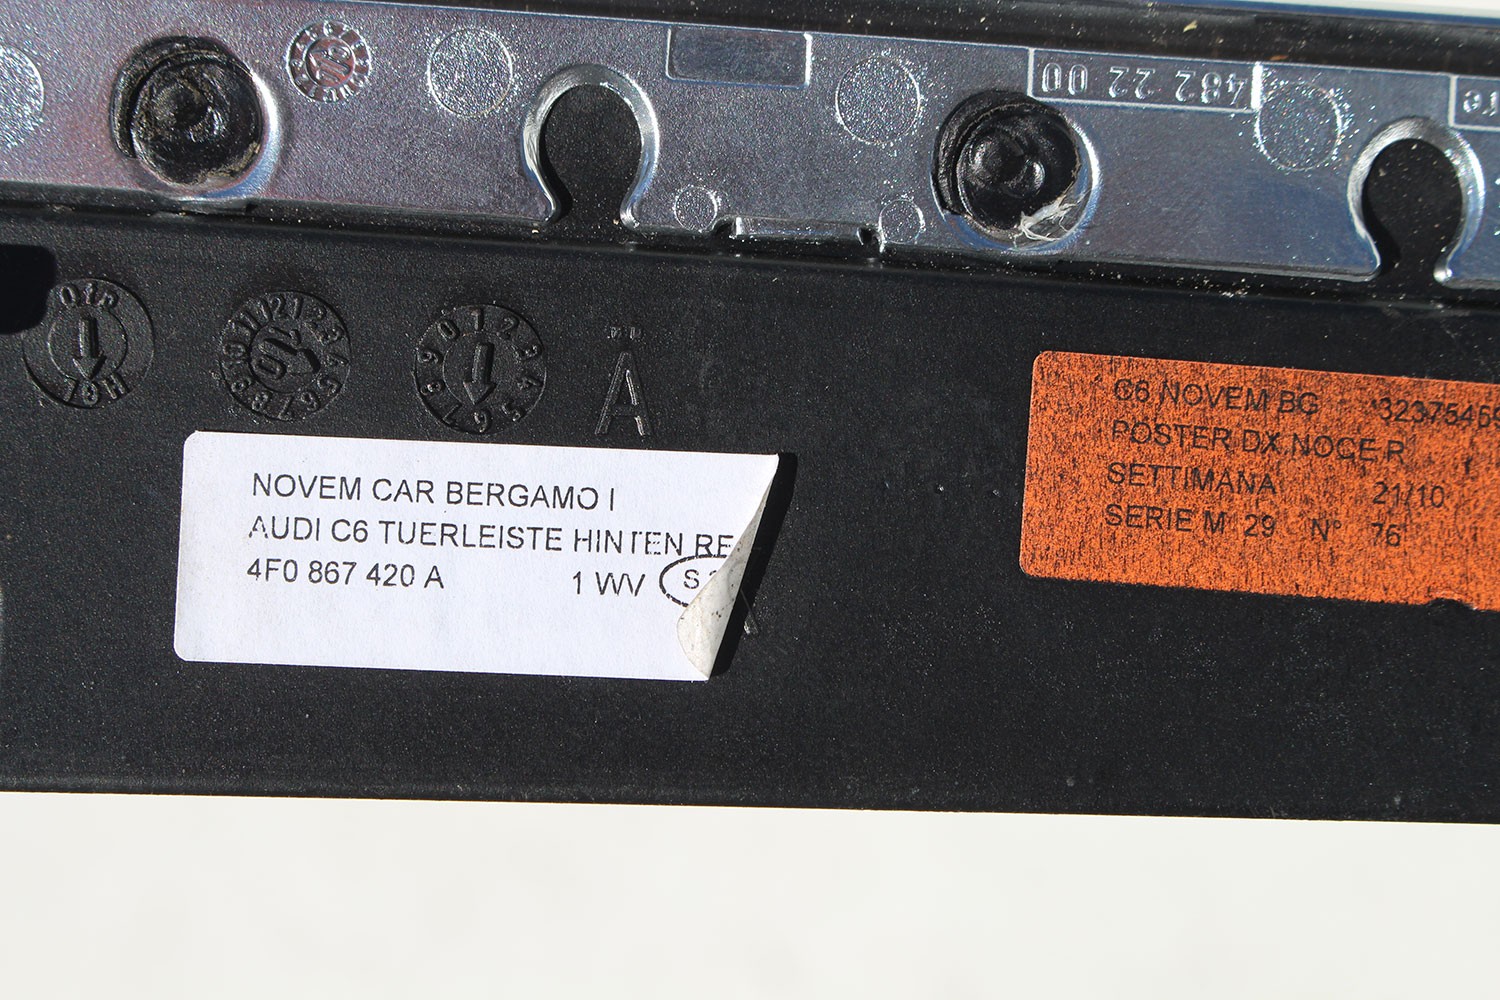 482 22 00
A
NOVEM CAR BERGAMO I
AUDI C6 TUERLEISTE HINTEN RE
4F0 867 420 A 1 WV S
C6 NOVEM BG
POSTER DX NOCE R
SETTIMANA 21/10
SERIE M 29 N° 76